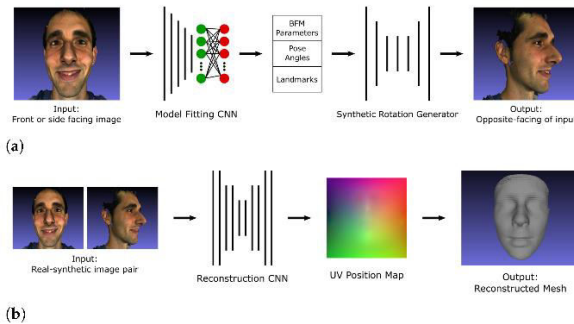 BFM
Parameters
Pose
Angles
Landmarks
Input:
Front or side facing image
Model Fitting CNN
Synthetic Rotation Generator
Output:
Opposite-facing of input
(a)
Input:
Real-synthetic image pair
Reconstruction CNN
UV Position Map
Output:
Reconstructed Mesh
(b)